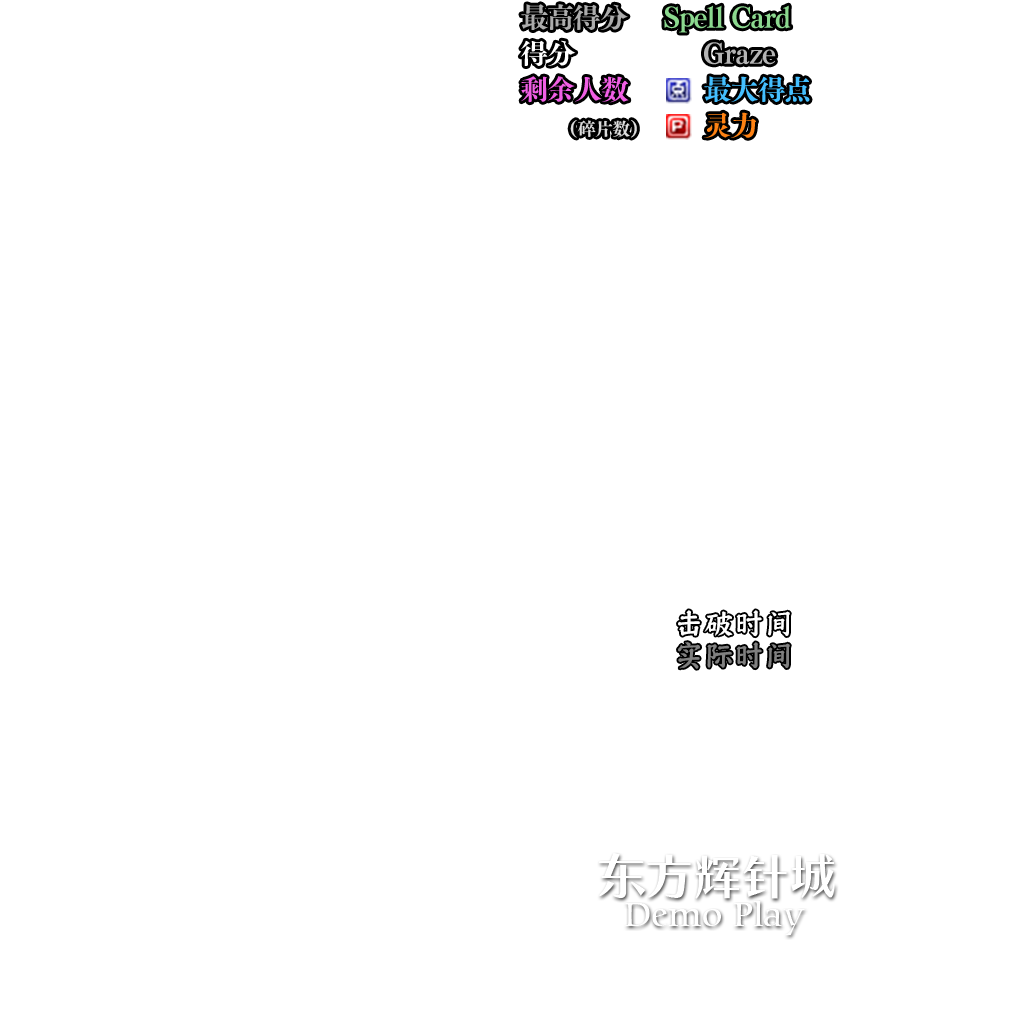 最高得分 Spell Card
得分 Graze
剩余人数 最大得点
(碎片数) P 灵力
击破时间
实际时间
东方辉针城
Demo Play